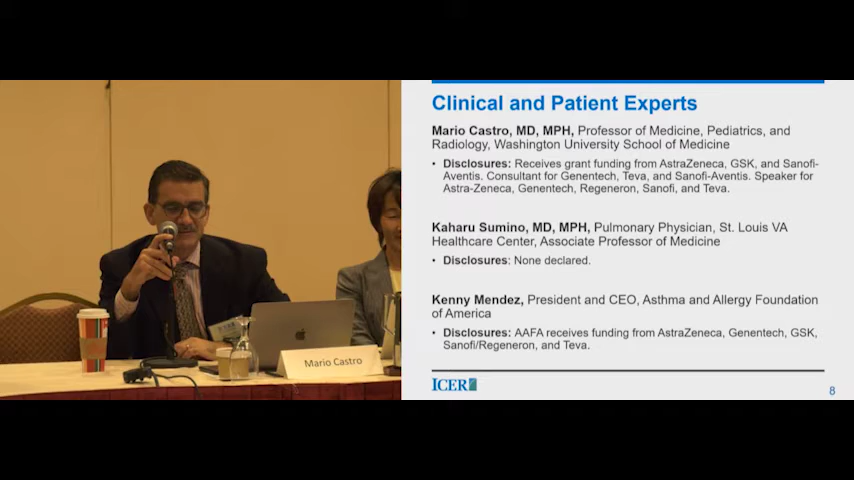 Clinical and Patient Experts
Mario Castro, MD, MPH, Professor of Medicine, Pediatrics, and
Radiology, Washington University School of Medicine
• Disclosures: Receives grant funding from AstraZeneca, GSK, and Sanofi-
Aventis. Consultant for Genentech, Teva, and Sanofi-Aventis. Speaker for
Astra-Zeneca, Genentech, Regeneron, Sanofi, and Teva.
Kaharu Sumino, MD, MPH, Pulmonary Physician, St. Louis VA
Healthcare Center, Associate Professor of Medicine
• Disclosures: None declared.
Kenny Mendez, President and CEO, Asthma and Allergy Foundation
of America
• Disclosures: AAFA receives funding from AstraZeneca, Genentech, GSK,
Sanofi/Regeneron, and Teva.
ICER
8
Mario Castro